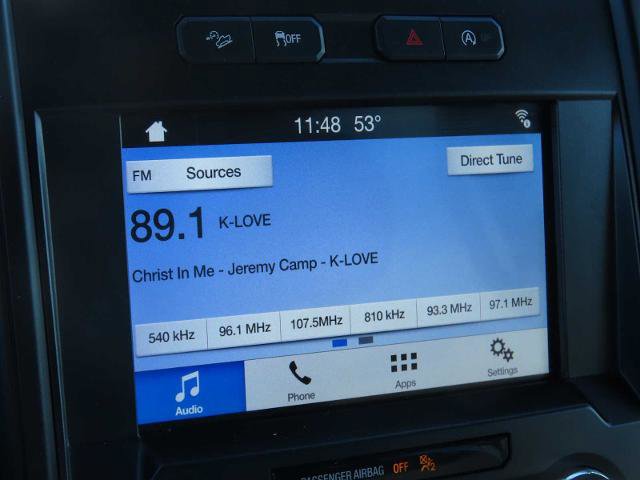 OFF
11:48 53°
FM Sources
Direct Tune
89.1 K-LOVE
Christ In Me - Jeremy Camp - K-LOVE
540 kHz 96.1 MHz 107.5MHz 810 kHz 93.3 MHz 97.1 MHz
Audio Phone Apps Settings
PASSENGER AIRBAG OFF